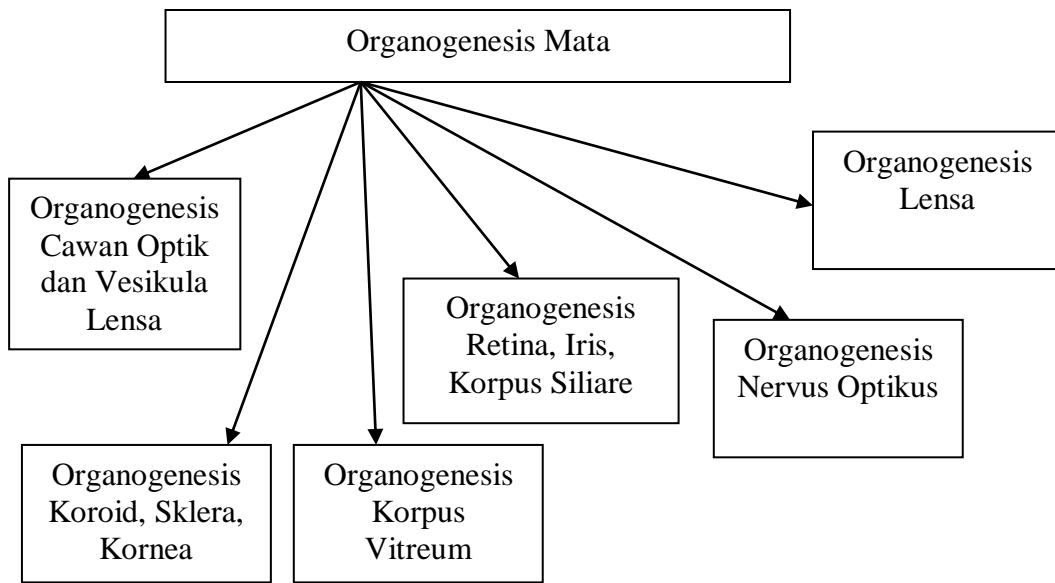 Organogenesis Mata
Organogenesis
Lensa
Organogenesis
Cawan Optik
dan Vesikula
Lensa
Organogenesis
Retina, Iris,
Korpus Siliare
Organogenesis
Nervus Optikus
Organogenesis
Koroid, Sklera,
Kornea
Organogenesis
Korpus
Vitreum